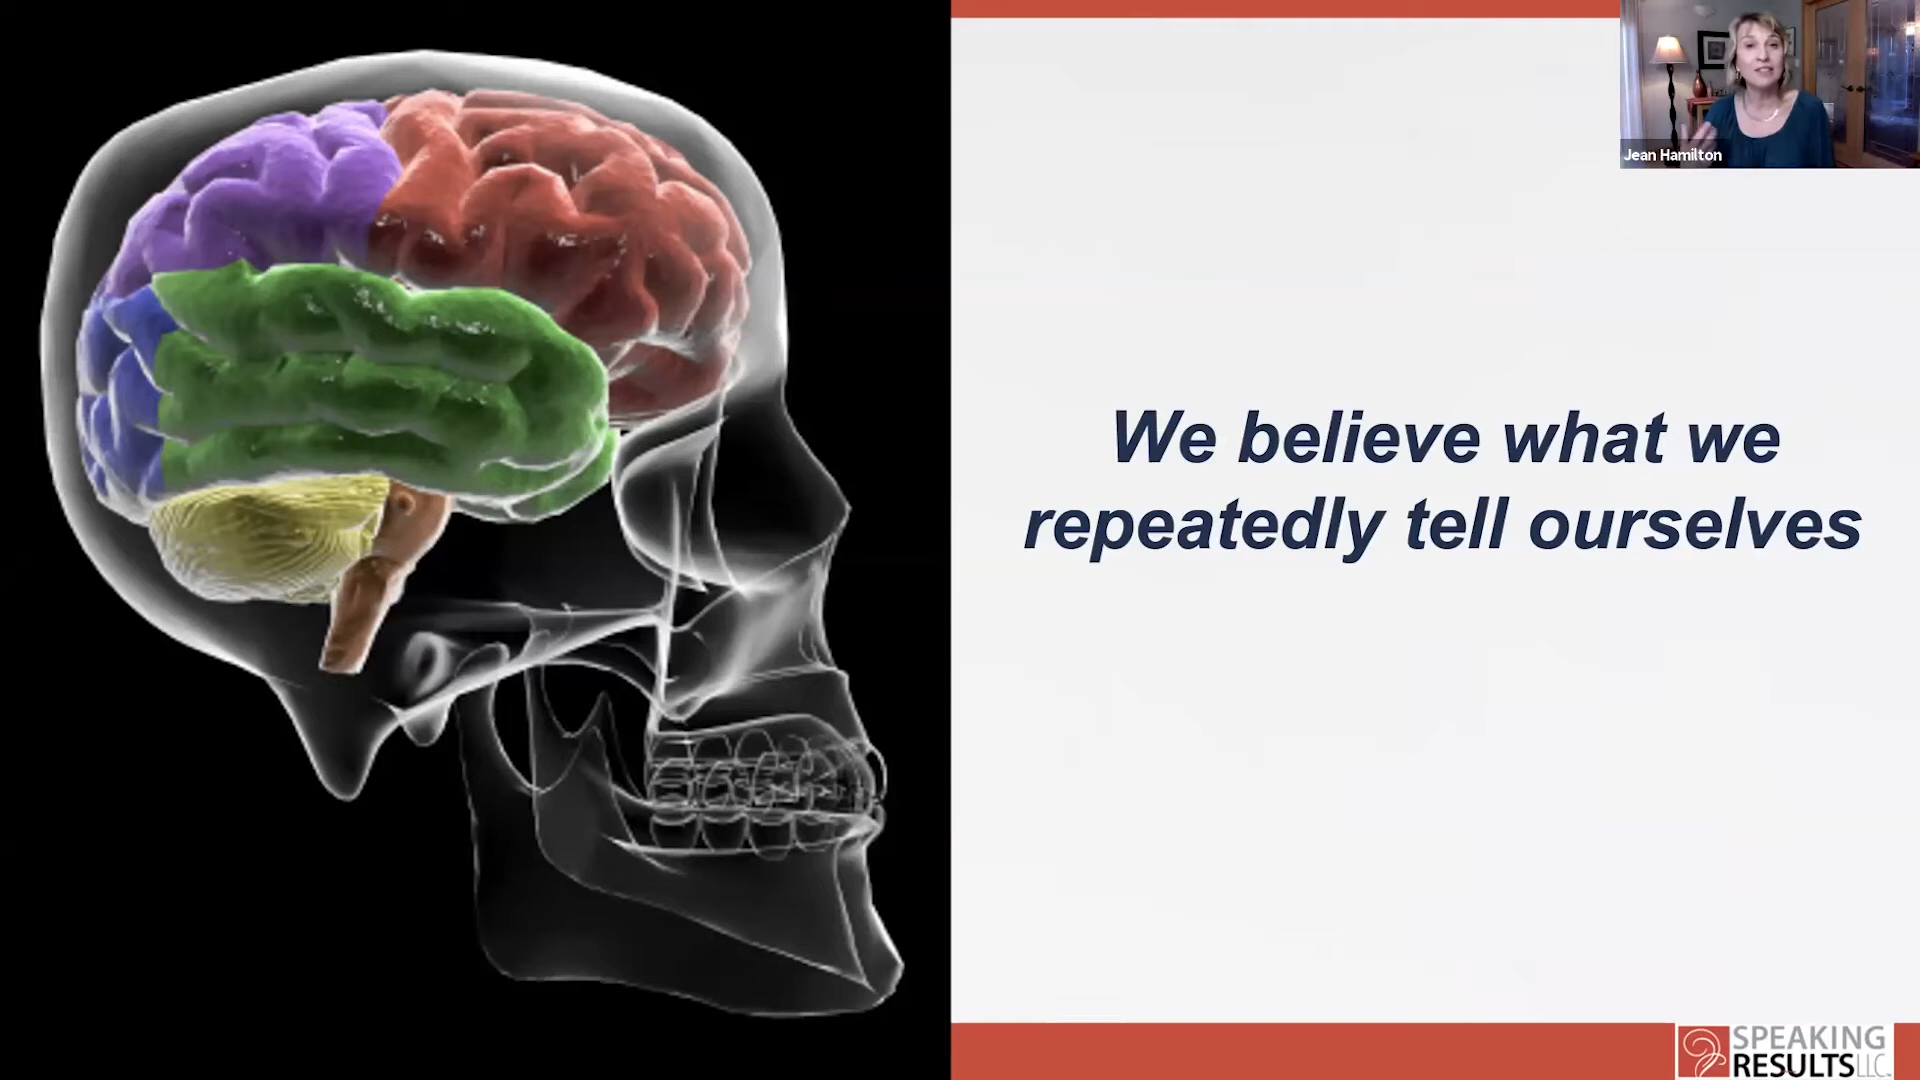 Jean Hamilton
We believe what we
repeatedly tell ourselves
SPEAKING
RESULTS LLC